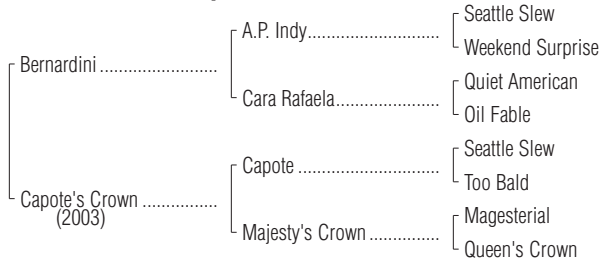 Seattle Slew
A.P. Indy
Weekend Surprise
Bernardini
Quiet American
Cara Rafaela
Oil Fable
Seattle Slew
Capote
Too Bald
Capote's Crown
(2003)
Magesterial
Majesty's Crown
Queen's Crown